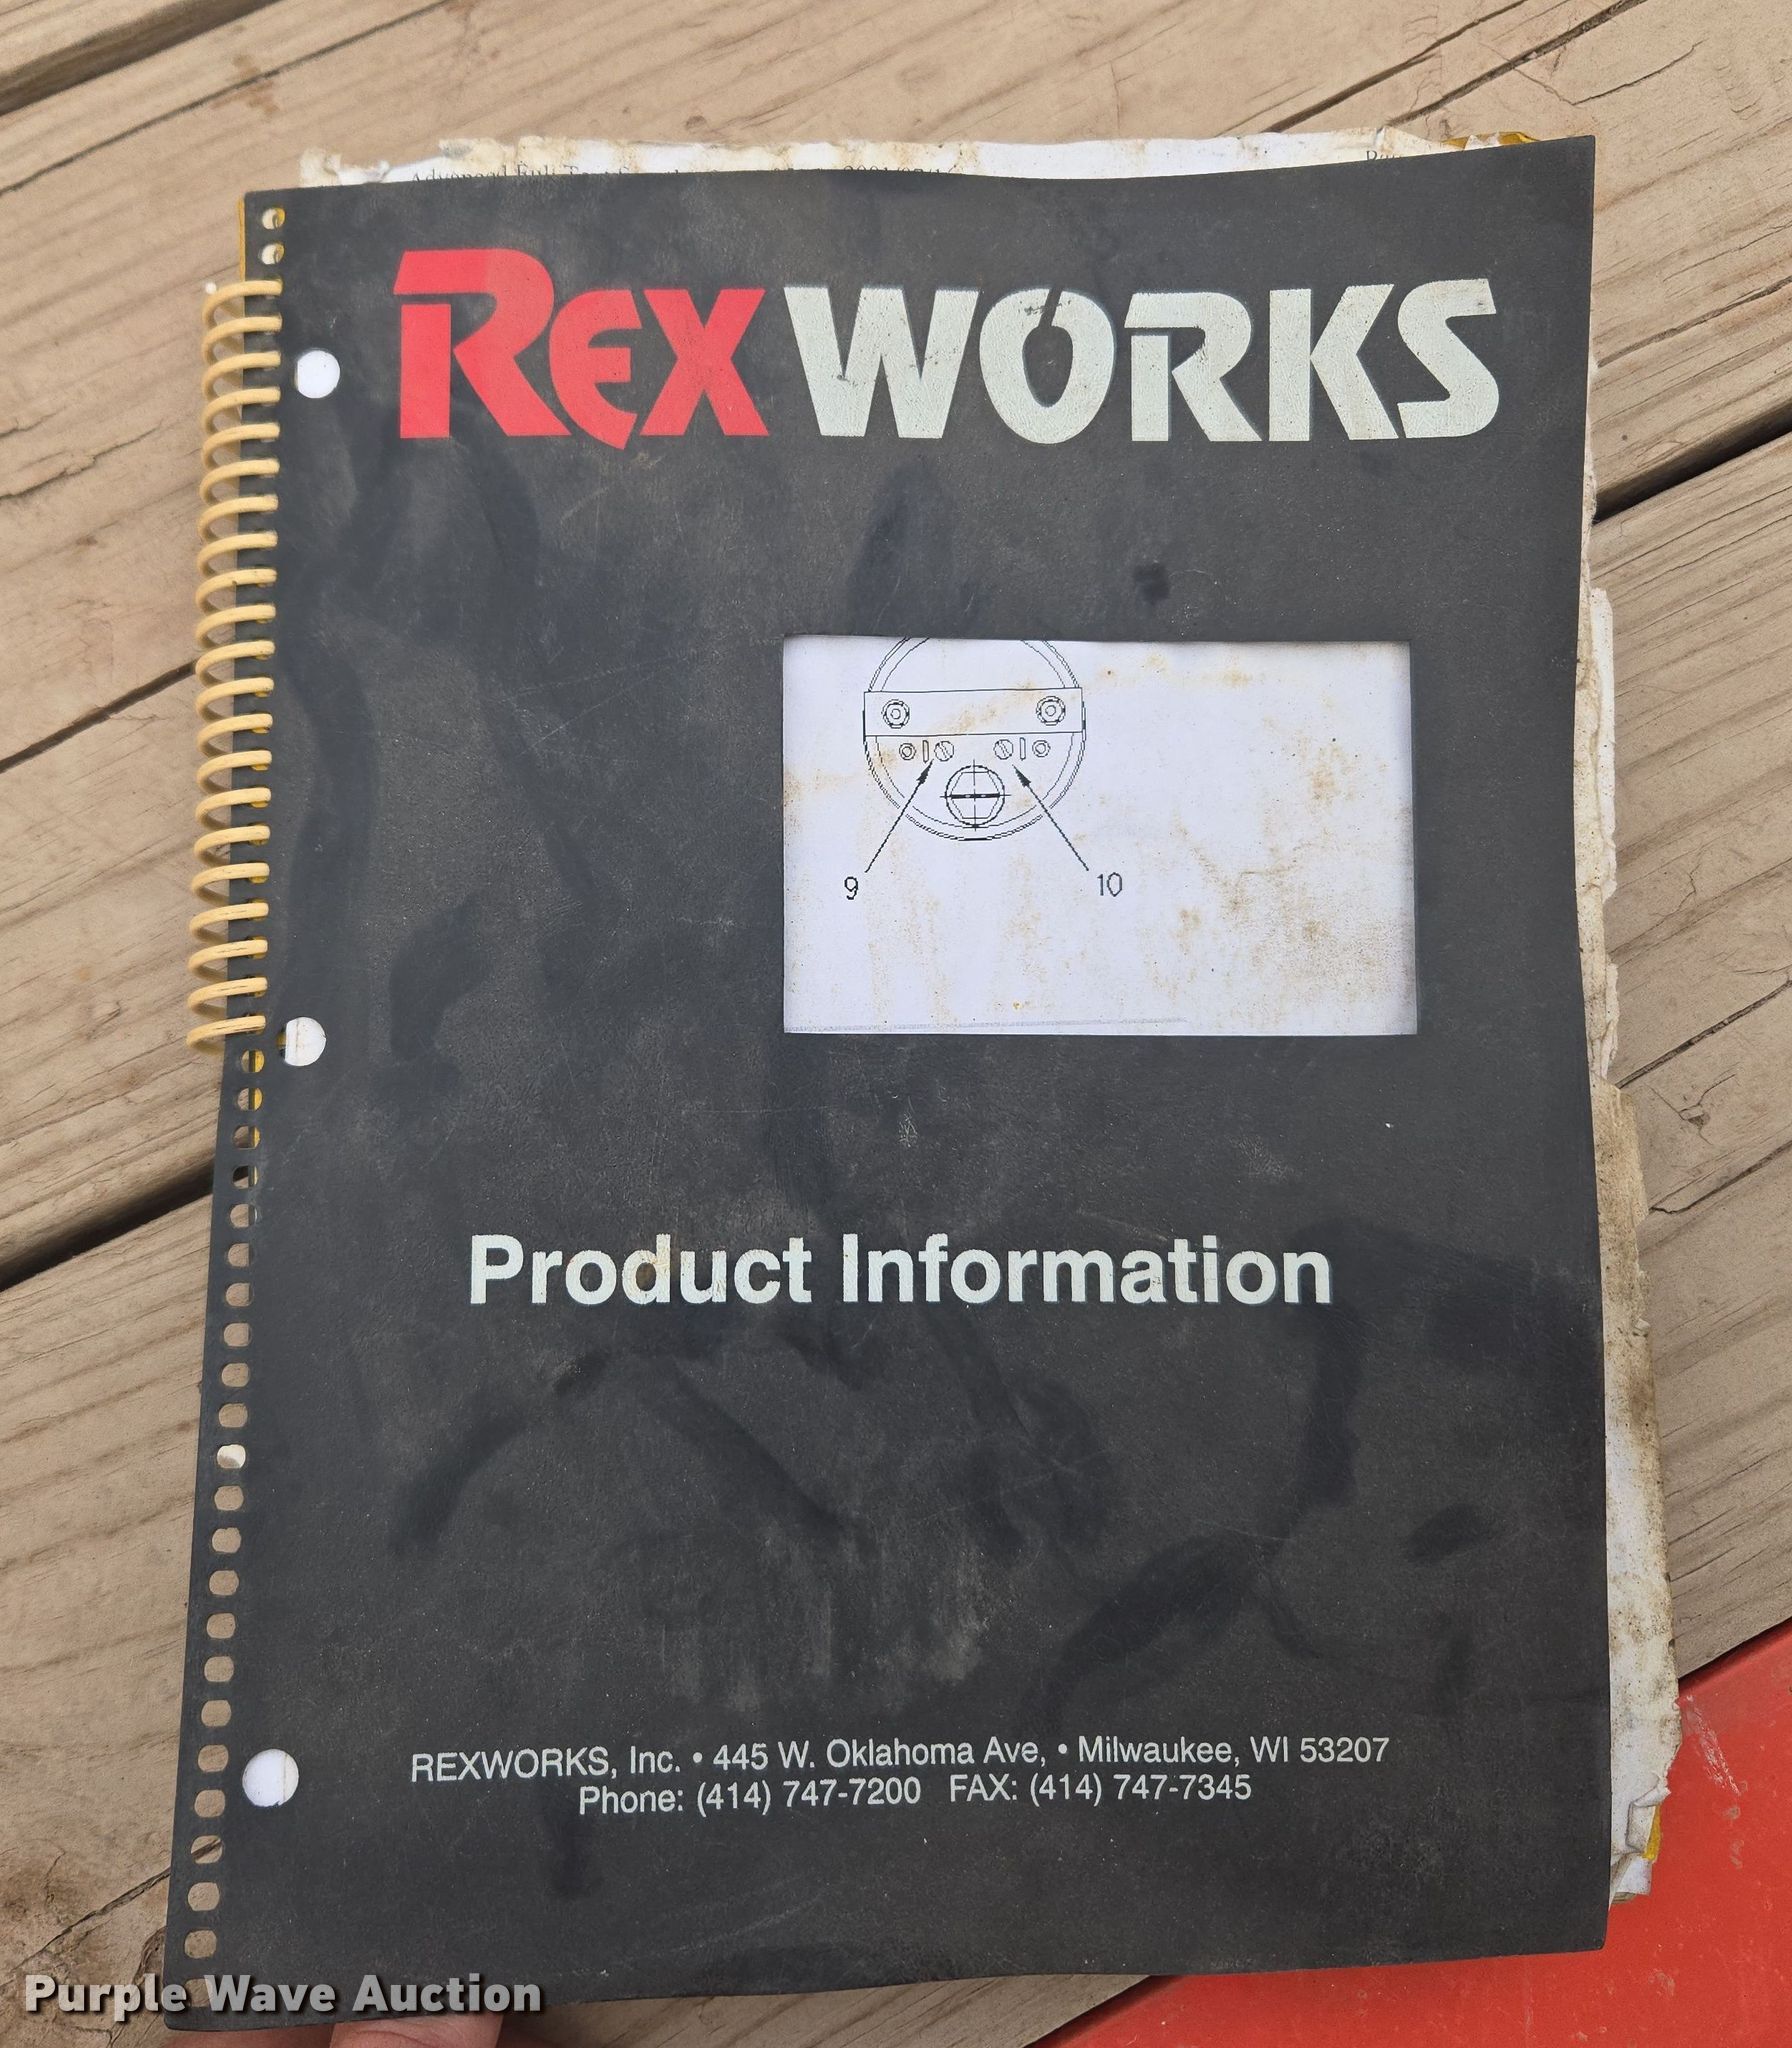 Advanced
REXWORKS
9
10
Product Information
REXWORKS, Inc. • 445 W. Oklahoma Ave, • Milwaukee, WI 53207
Phone: (414) 747-7200 FAX: (414) 747-7345
Purple Wave Auction